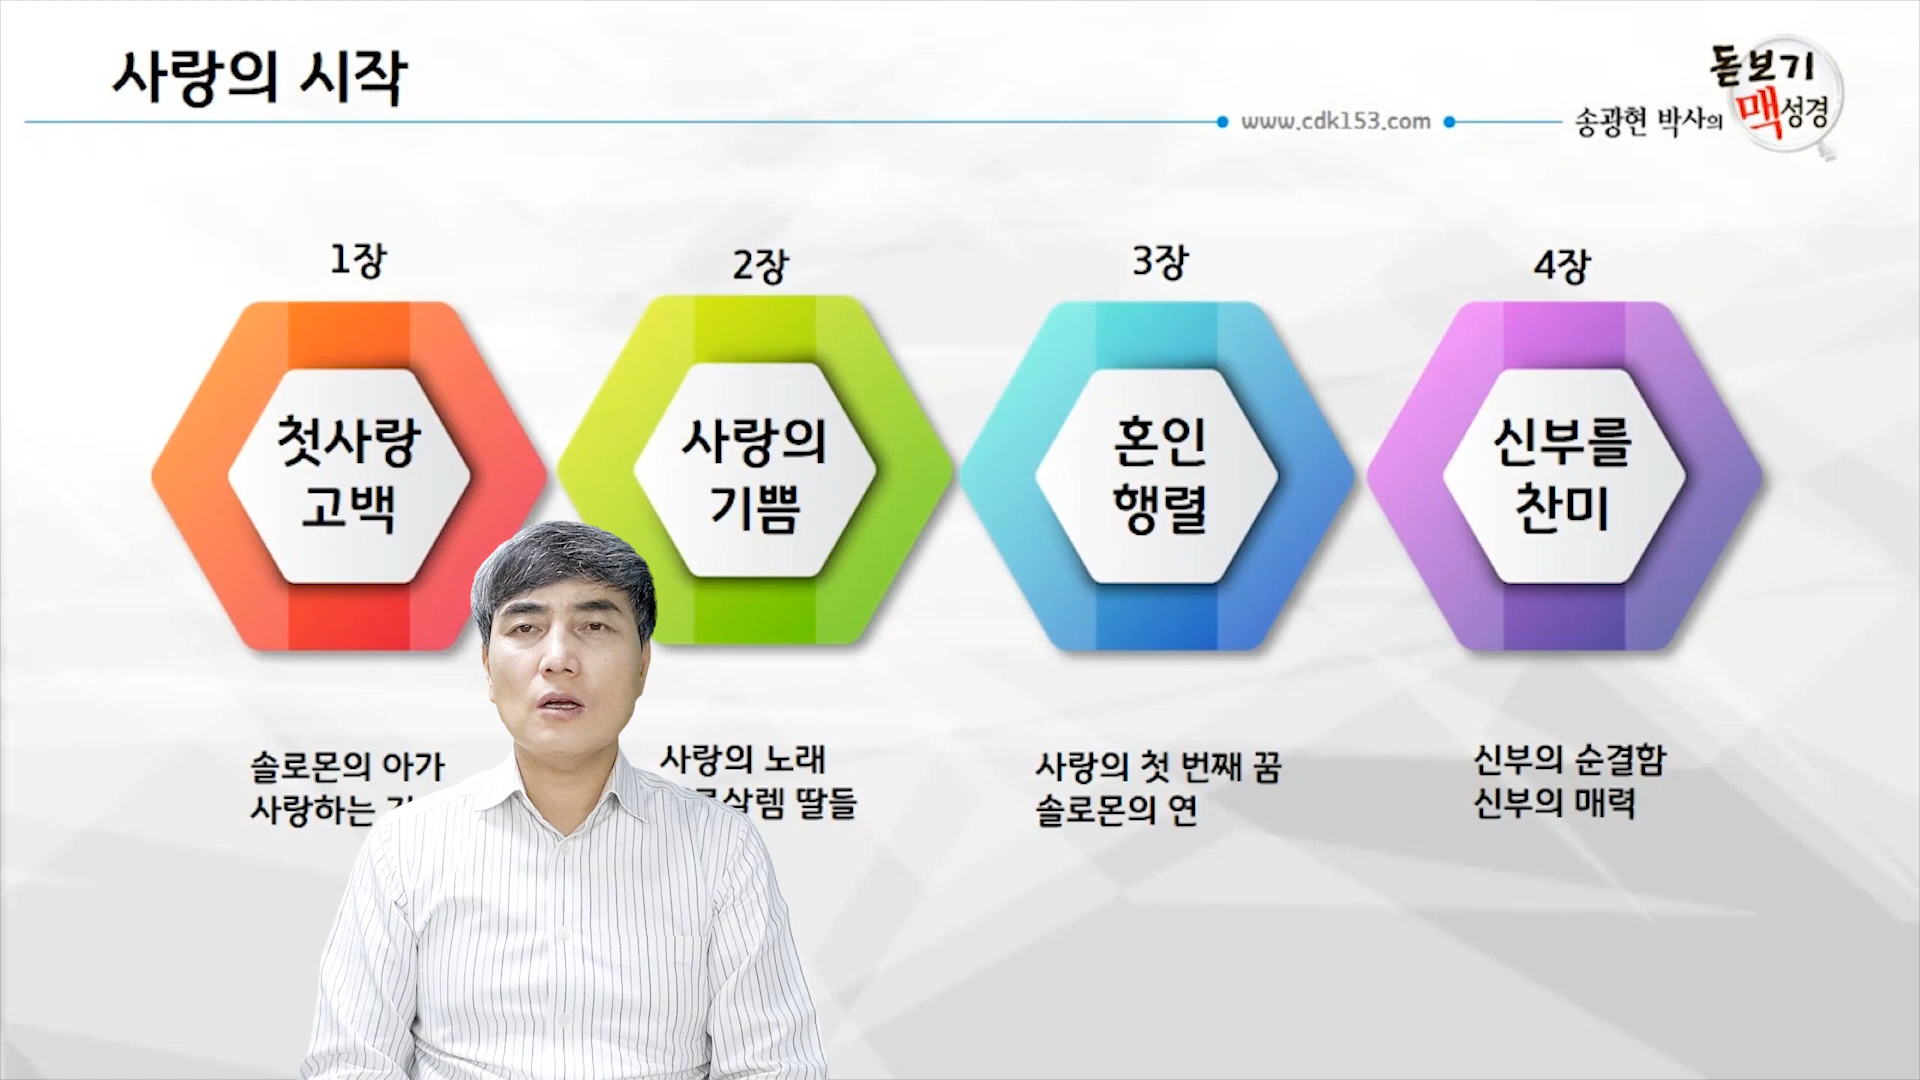 사랑의 시작
www.cdk153.com
송광현 박사의
돋보기
맥성경
1장
2장
3장
4장
첫사랑
고백
사랑의
기쁨
혼인
행렬
신부를
찬미
솔로몬의 아가
사랑하는
사랑의 노래
딸들
사랑의 첫 번째 꿈
솔로몬의 연
신부의 순결함
신부의 매력